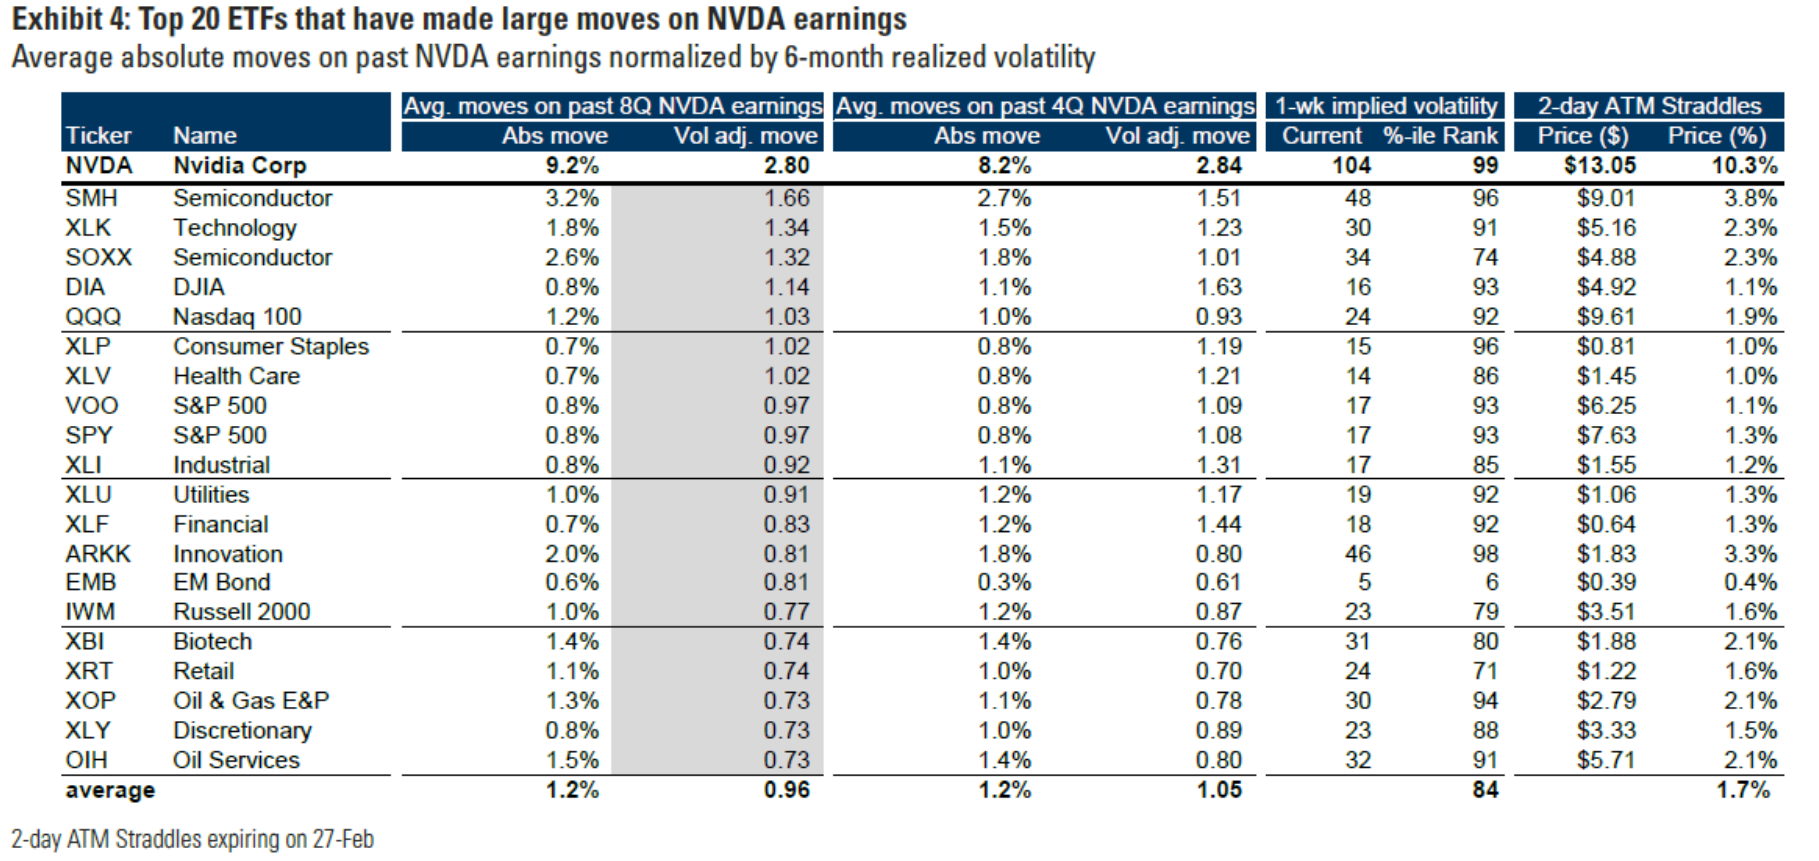 Exhibit 4: Top 20 ETFs that have made large moves on NVDA earnings
Average absolute moves on past NVDA earnings normalized by 6-month realized volatility
Avg. moves on past 8Q NVDA earnings Avg. moves on past 4Q NVDA earnings 1-wk implied volatility 2-day ATM Straddles
Ticker Name Abs move Vol adj. move Abs move Vol adj. move Current %-ile Rank Price ($) Price (%)
NVDA Nvidia Corp 9.2% 2.80 8.2% 2.84 104 99 $13.05 10.3%
SMH Semiconductor 3.2% 1.66 2.7% 1.51 48 96 $9.01 3.8%
XLK Technology 1.8% 1.34 1.5% 1.23 30 91 $5.16 2.3%
SOXX Semiconductor 2.6% 1.32 1.8% 1.01 34 74 $4.88 2.3%
DIA DJIA 0.8% 1.14 1.1% 1.63 16 93 $4.92 1.1%
QQQ Nasdaq 100 1.2% 1.03 1.0% 0.93 24 92 $9.61 1.9%
XLP Consumer Staples 0.7% 1.02 0.8% 1.19 15 96 $0.81 1.0%
XLV Health Care 0.7% 1.02 0.8% 1.21 14 86 $1.45 1.0%
VOO S&P 500 0.8% 0.97 0.8% 1.09 17 93 $6.25 1.1%
SPY S&P 500 0.8% 0.97 0.8% 1.08 17 93 $7.63 1.3%
XLI Industrial 0.8% 0.92 1.1% 1.31 17 85 $1.55 1.2%
XLU Utilities 1.0% 0.91 1.2% 1.17 19 92 $1.06 1.3%
XLF Financial 0.7% 0.83 1.2% 1.44 18 92 $0.64 1.3%
ARKK Innovation 2.0% 0.81 1.8% 0.80 46 98 $1.83 3.3%
EMB EM Bond 0.6% 0.81 0.3% 0.61 5 6 $0.39 0.4%
IWM Russell 2000 1.0% 0.77 1.2% 0.87 23 79 $3.51 1.6%
XBI Biotech 1.4% 0.74 1.4% 0.76 31 80 $1.88 2.1%
XRT Retail 1.1% 0.74 1.0% 0.70 24 71 $1.22 1.6%
XOP Oil & Gas E&P 1.3% 0.73 1.1% 0.78 30 94 $2.79 2.1%
XLY Discretionary 0.8% 0.73 1.0% 0.89 23 88 $3.33 1.5%
OIH Oil Services 1.5% 0.73 1.4% 0.80 32 91 $5.71 2.1%
average 1.2% 0.96 1.2% 1.05 84 1.7%
2-day ATM Straddles expiring on 27-Feb